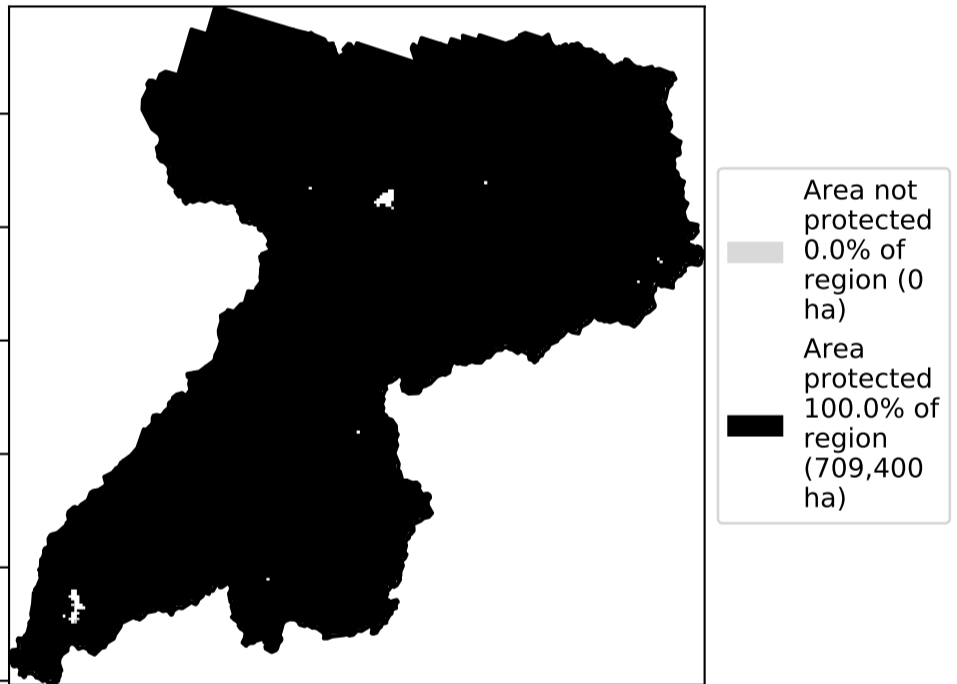 Area not
protected
0.0% of
region (0
ha)
Area
protected
100.0% of
region
(709,400
ha)